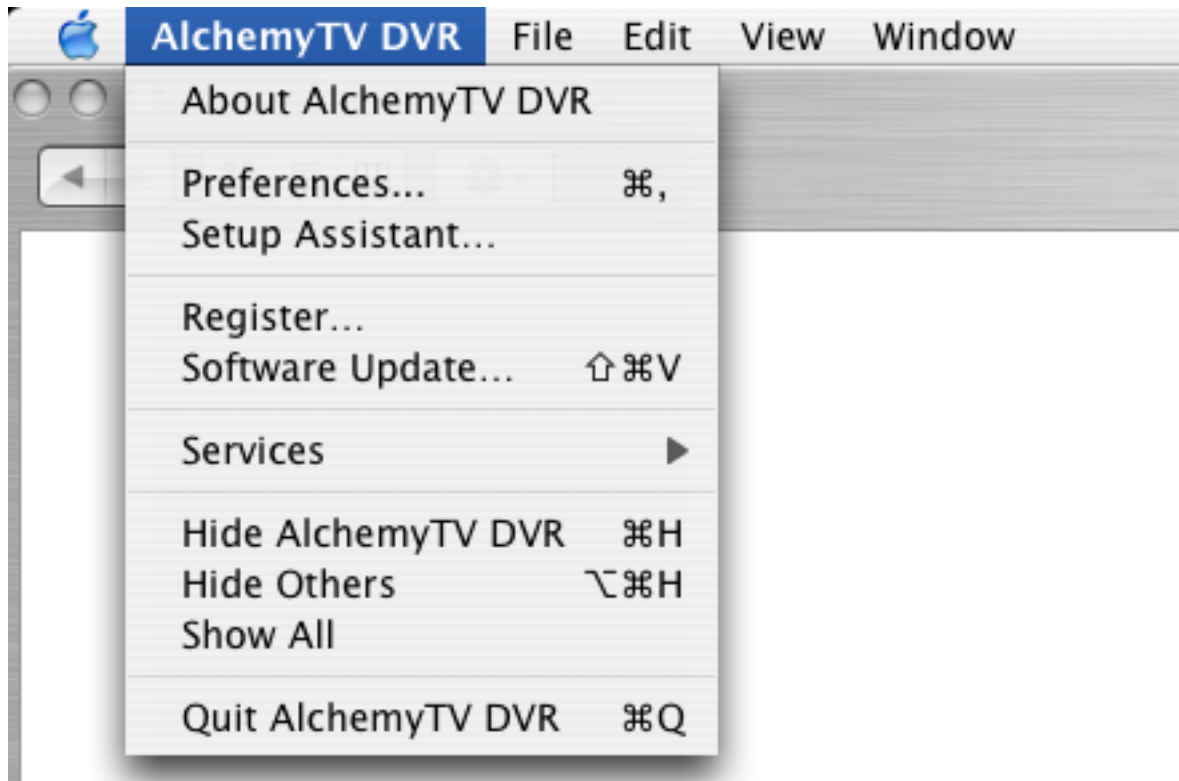 AlchemyTV DVR File Edit View Window
About AlchemyTV DVR
Preferences... ⌘,
Setup Assistant...
Register...
Software Update... ⇧⌘V
Services ▶
Hide AlchemyTV DVR ⌘H
Hide Others ⌥⌘H
Show All
Quit AlchemyTV DVR ⌘Q